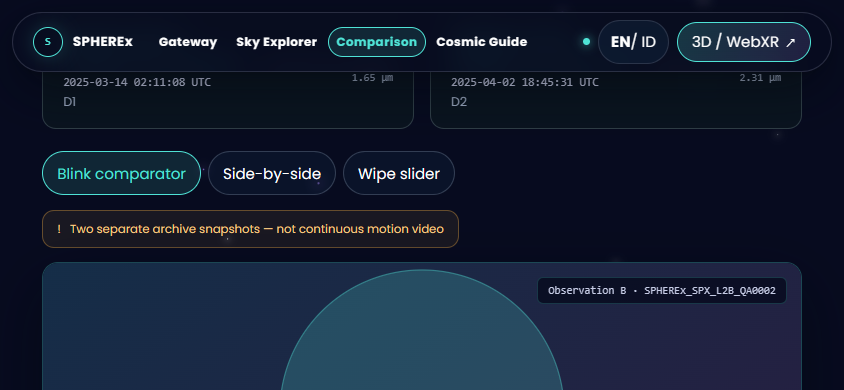 S SPHEREx Gateway Sky Explorer Comparison Cosmic Guide EN/ ID 3D / WebXR ↗
2025-03-14 02:11:08 UTC 1.65 μm
D1
2025-04-02 18:45:31 UTC 2.31 μm
D2
Blink comparator Side-by-side Wipe slider
! Two separate archive snapshots — not continuous motion video
Observation B · SPHEREx_SPX_L2B_QA0002